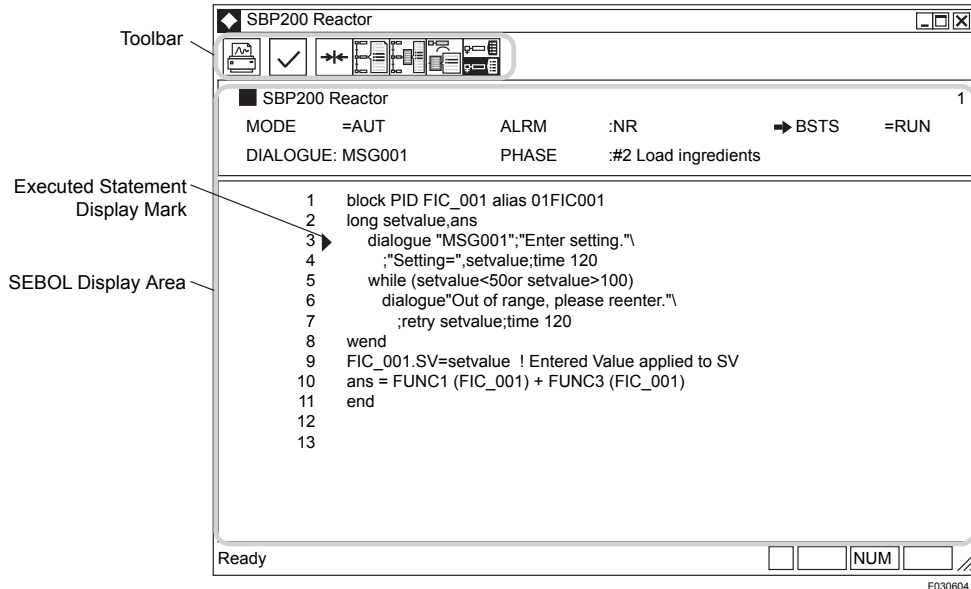 SBP200 Reactor
Toolbar
SBP200 Reactor 1
MODE =AUT ALRM :NR BSTS =RUN
DIALOGUE: MSG001 PHASE :#2 Load ingredients
Executed Statement
Display Mark
SEBOL Display Area
1 block PID FIC_001 alias 01FIC001
2 long setvalue,ans
3 dialogue "MSG001";"Enter setting."\
4 ;"Setting=",setvalue;time 120
5 while (setvalue<50or setvalue>100)
6 dialogue"Out of range, please reenter."\
7 ;retry setvalue;time 120
8 wend
9 FIC_001.SV=setvalue ! Entered Value applied to SV
10 ans = FUNC1 (FIC_001) + FUNC3 (FIC_001)
11 end
12
13
Ready NUM
F030604